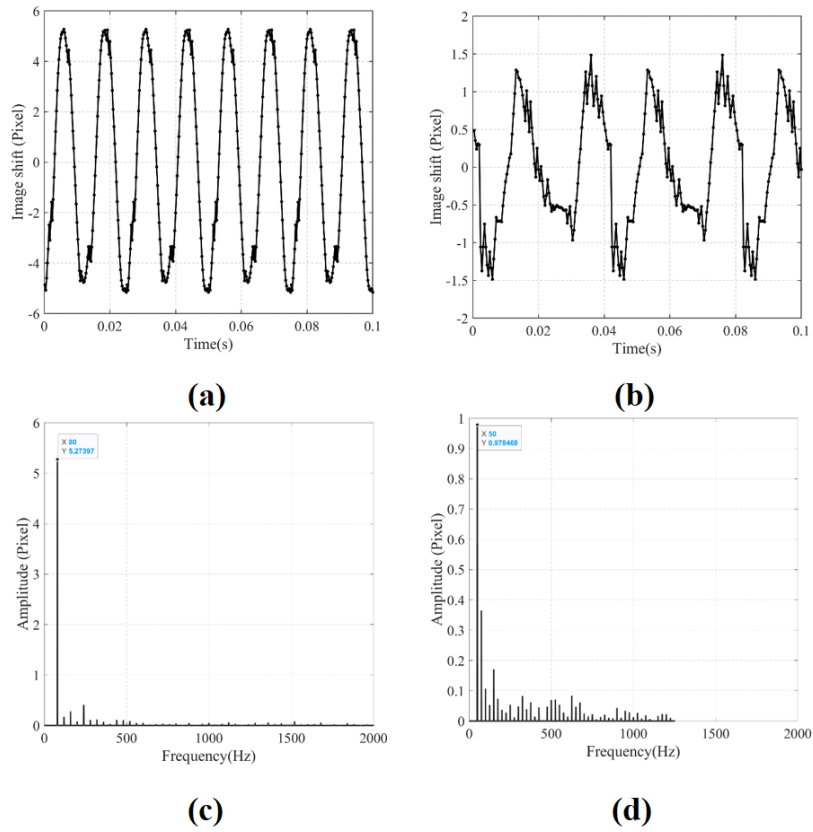 6
4
2
0
-2
-4
-6
Image shift (Pixel)
0 0.02 0.04 0.06 0.08 0.1
Time(s)
(a)
2
1.5
1
0.5
0
-0.5
-1
-1.5
-2
Image shift (Pixel)
0 0.02 0.04 0.06 0.08 0.1
Time(s)
(b)
6
5
4
3
2
1
0
Amplitude (Pixel)
X 80
Y 5.27397
0 500 1000 1500 2000
Frequency(Hz)
(c)
1
0.9
0.8
0.7
0.6
0.5
0.4
0.3
0.2
0.1
0
Amplitude (Pixel)
X 50
Y 0.978468
0 500 1000 1500 2000
Frequency(Hz)
(d)